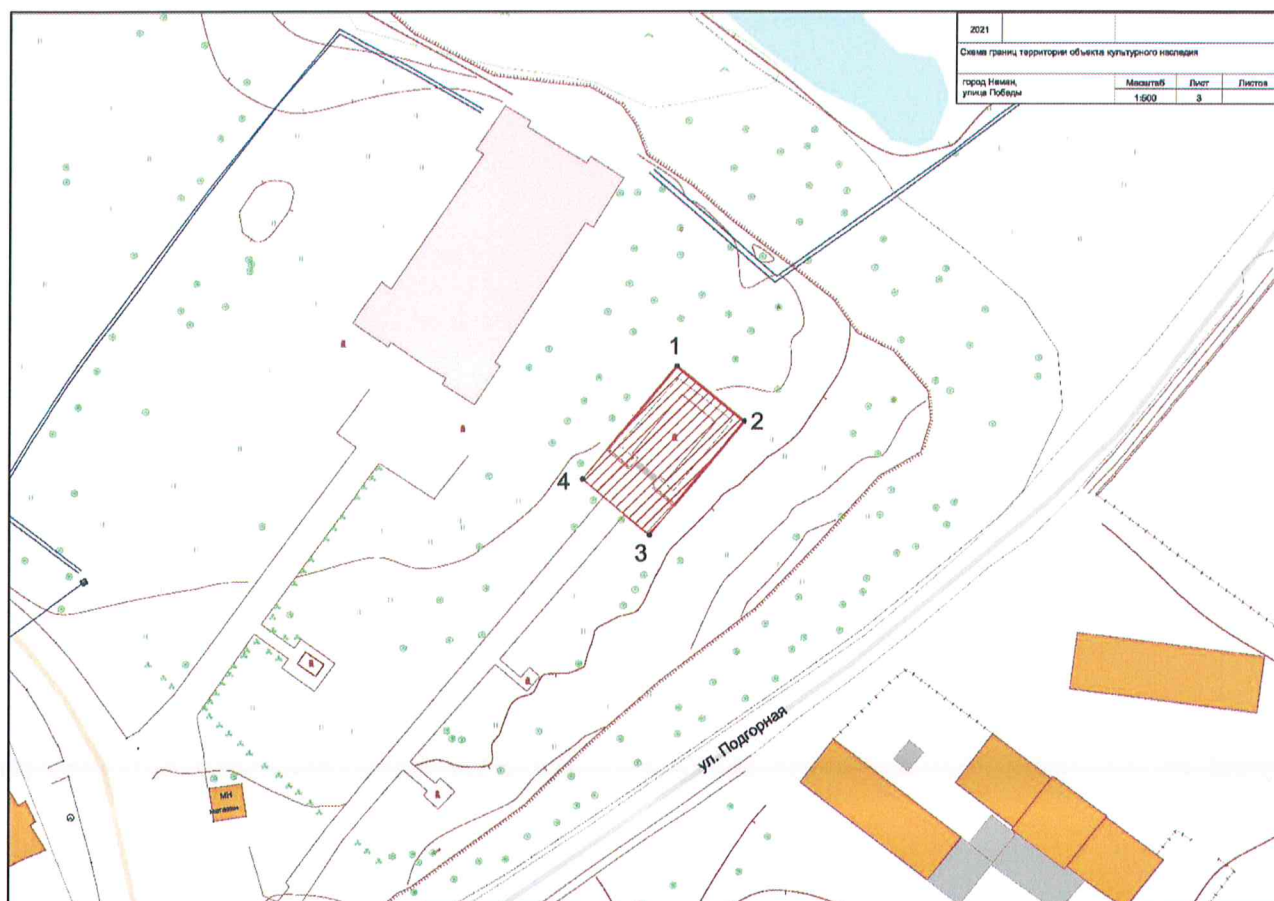 2021
Схема границ территории объекта культурного наследия
город Неман,
улица Победы
Масштаб Лист Листов
1:500 3
1
2
4
3
ул. Подгорная
МН
магазин